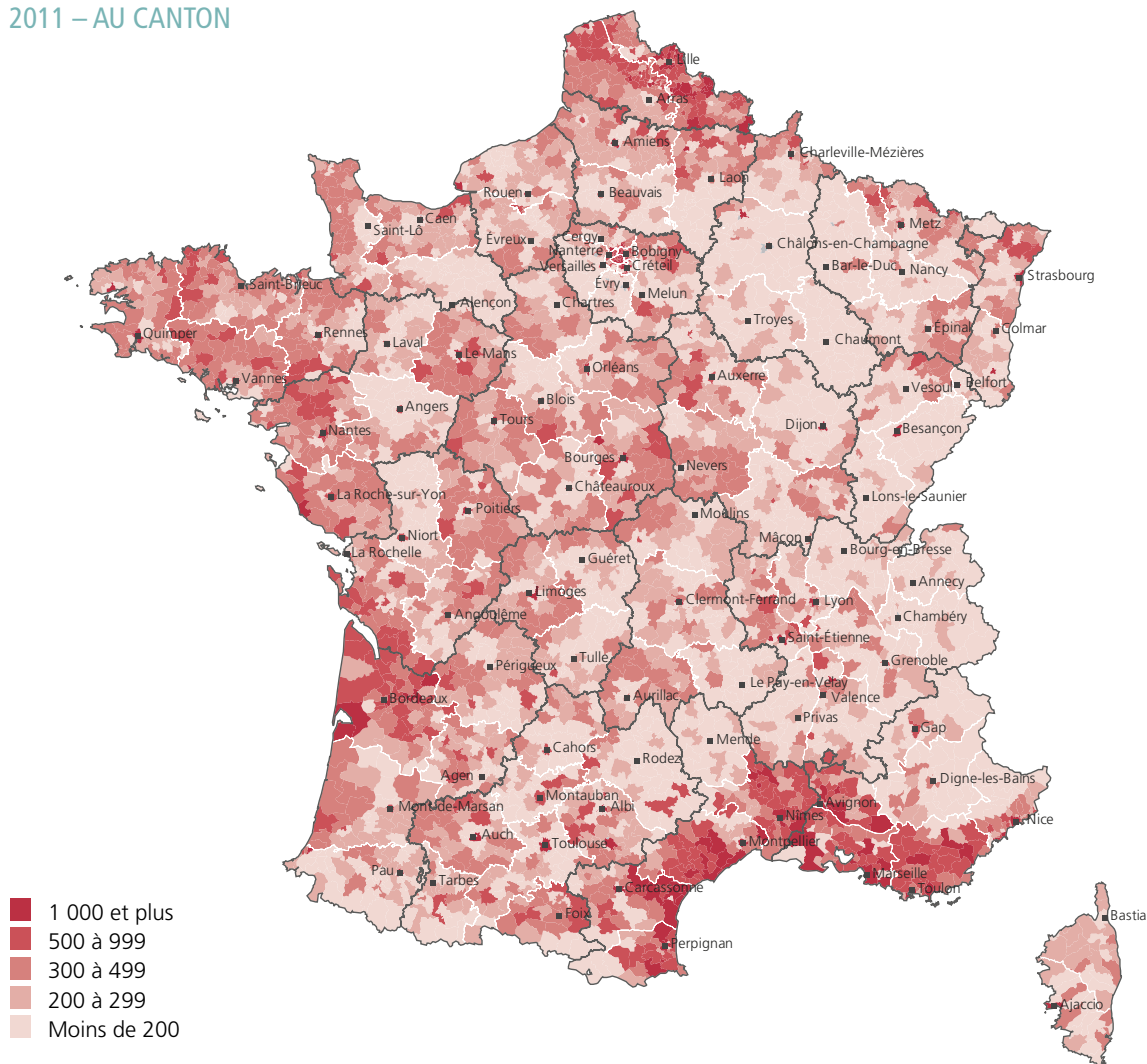 2011 – AU CANTON
Lille
Arras
Amiens
Charleville-Mézières
Laon
Rouen
Beauvais
Caen
Saint-Lô
Metz
Évreux
Cergy
Nanterre
Bobigny
Versailles
Créteil
Châlons-en-Champagne
Bar-le-Duc
Nancy
Strasbourg
Évry
Melun
Saint-Brieuc
Alençon
Chartres
Troyes
Épinal
Colmar
Quimper
Rennes
Laval
Le Mans
Chaumont
Orléans
Auxerre
Vannes
Vesoul
Belfort
Angers
Blois
Nantes
Tours
Dijon
Besançon
Bourges
Nevers
La Roche-sur-Yon
Châteauroux
Lons-le-Saunier
Poitiers
Moulins
Niort
Mâcon
La Rochelle
Bourg-en-Bresse
Guéret
Annecy
Limoges
Clermont-Ferrand
Lyon
Angoulême
Chambéry
Saint-Étienne
Périgueux
Tulle
Grenoble
Le Puy-en-Velay
Bordeaux
Aurillac
Valence
Privas
Gap
Cahors
Mende
Rodez
Agen
Digne-les-Bains
Mont-de-Marsan
Montauban
Albi
Avignon
Nîmes
Nice
Auch
Toulouse
Montpellier
Pau
Tarbes
Marseille
Carcassonne
Toulon
Foix
Bastia
Perpignan
Ajaccio
1 000 et plus
500 à 999
300 à 499
200 à 299
Moins de 200